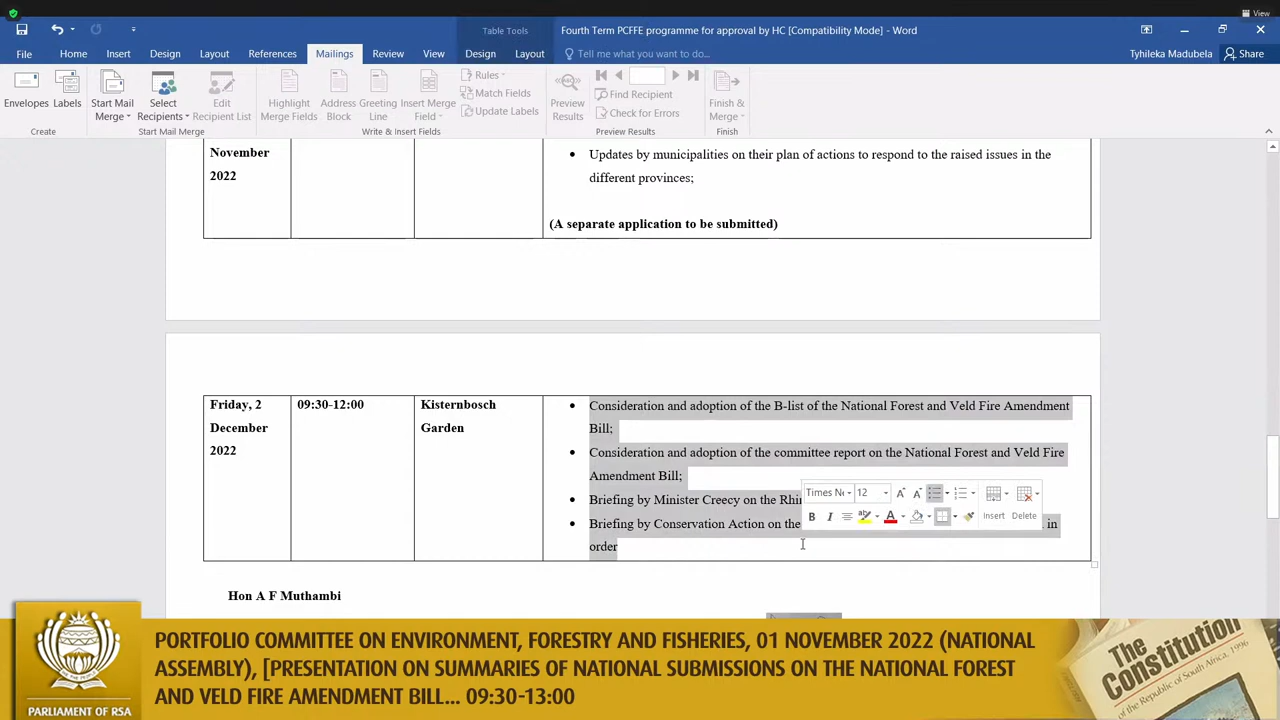 View
Fourth Term PCFFE programme for approval by HC [Compatibility Mode] - Word
Table Tools
File Home Insert Design Layout References Mailings Review View Design Layout Tell me what you want to do...
Tyhileka Madubela Share
Envelopes Labels
Create
Start Mail Merge
Select Recipients
Edit Recipient List
Start Mail Merge
Highlight Merge Fields
Address Block
Greeting Line
Insert Merge Field
Rules
Match Fields
Update Labels
Write & Insert Fields
Preview Results
Find Recipient
Check for Errors
Preview Results
Finish & Merge
Finish
November
2022
• Updates by municipalities on their plan of actions to respond to the raised issues in the
different provinces;
(A separate application to be submitted)
Friday, 2
December
2022
09:30-12:00
Kisternbosch
Garden
• Consideration and adoption of the B-list of the National Forest and Veld Fire Amendment
Bill;
• Consideration and adoption of the committee report on the National Forest and Veld Fire
Amendment Bill;
• Briefing by Minister Creecy on the
• Briefing by Conservation Action on the in
order
Times Ne 12
B I A Insert Delete
Hon A F Muthambi
PARLIAMENT OF RSA
PORTFOLIO COMMITTEE ON ENVIRONMENT, FORESTRY AND FISHERIES, 01 NOVEMBER 2022 (NATIONAL
ASSEMBLY), [PRESENTATION ON SUMMARIES OF NATIONAL SUBMISSIONS ON THE NATIONAL FOREST
AND VELD FIRE AMENDMENT BILL... 09:30-13:00
The
Constitution
of the Republic of South Africa, 1996